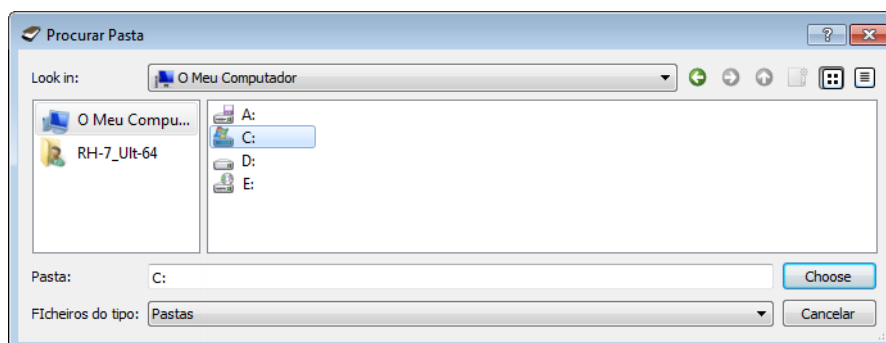 Procurar Pasta
Look in: O Meu Computador
O Meu Compu...
RH-7_Ult-64
A:
C:
D:
E:
Pasta: C: Choose
FIcheiros do tipo: Pastas Cancelar